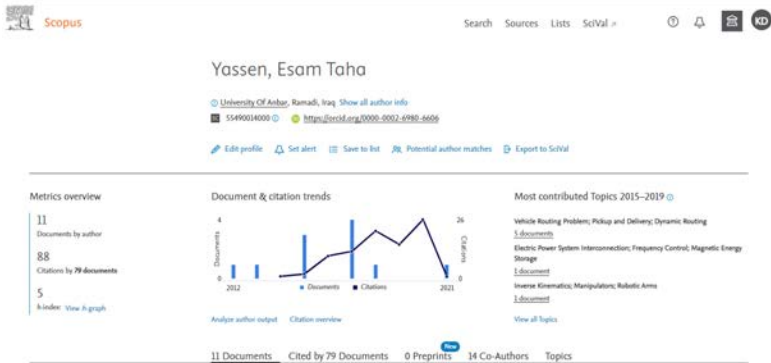 Scopus
Search Sources Lists SciVal ↗
KD
Yassen, Esam Taha
University Of Anbar, Ramadi, Iraq Show all author info
55490014000 https://orcid.org/0000-0002-6980-6606
Edit profile Set alert Save to list Potential author matches Export to SciVal
Metrics overview
11
Documents by author
88
Citations by 79 documents
5
h-index: View h-graph
Document & citation trends
4
26
Documents
Citations
0
0
2012
2021
Documents Citations
Analyze author output Citation overview
Most contributed Topics 2015–2019
Vehicle Routing Problem; Pickup and Delivery; Dynamic Routing
5 documents
Electric Power System Interconnection; Frequency Control; Magnetic Energy
Storage
1 document
Inverse Kinematics; Manipulators; Robotic Arms
1 document
View all Topics
New
11 Documents Cited by 79 Documents 0 Preprints 14 Co-Authors Topics